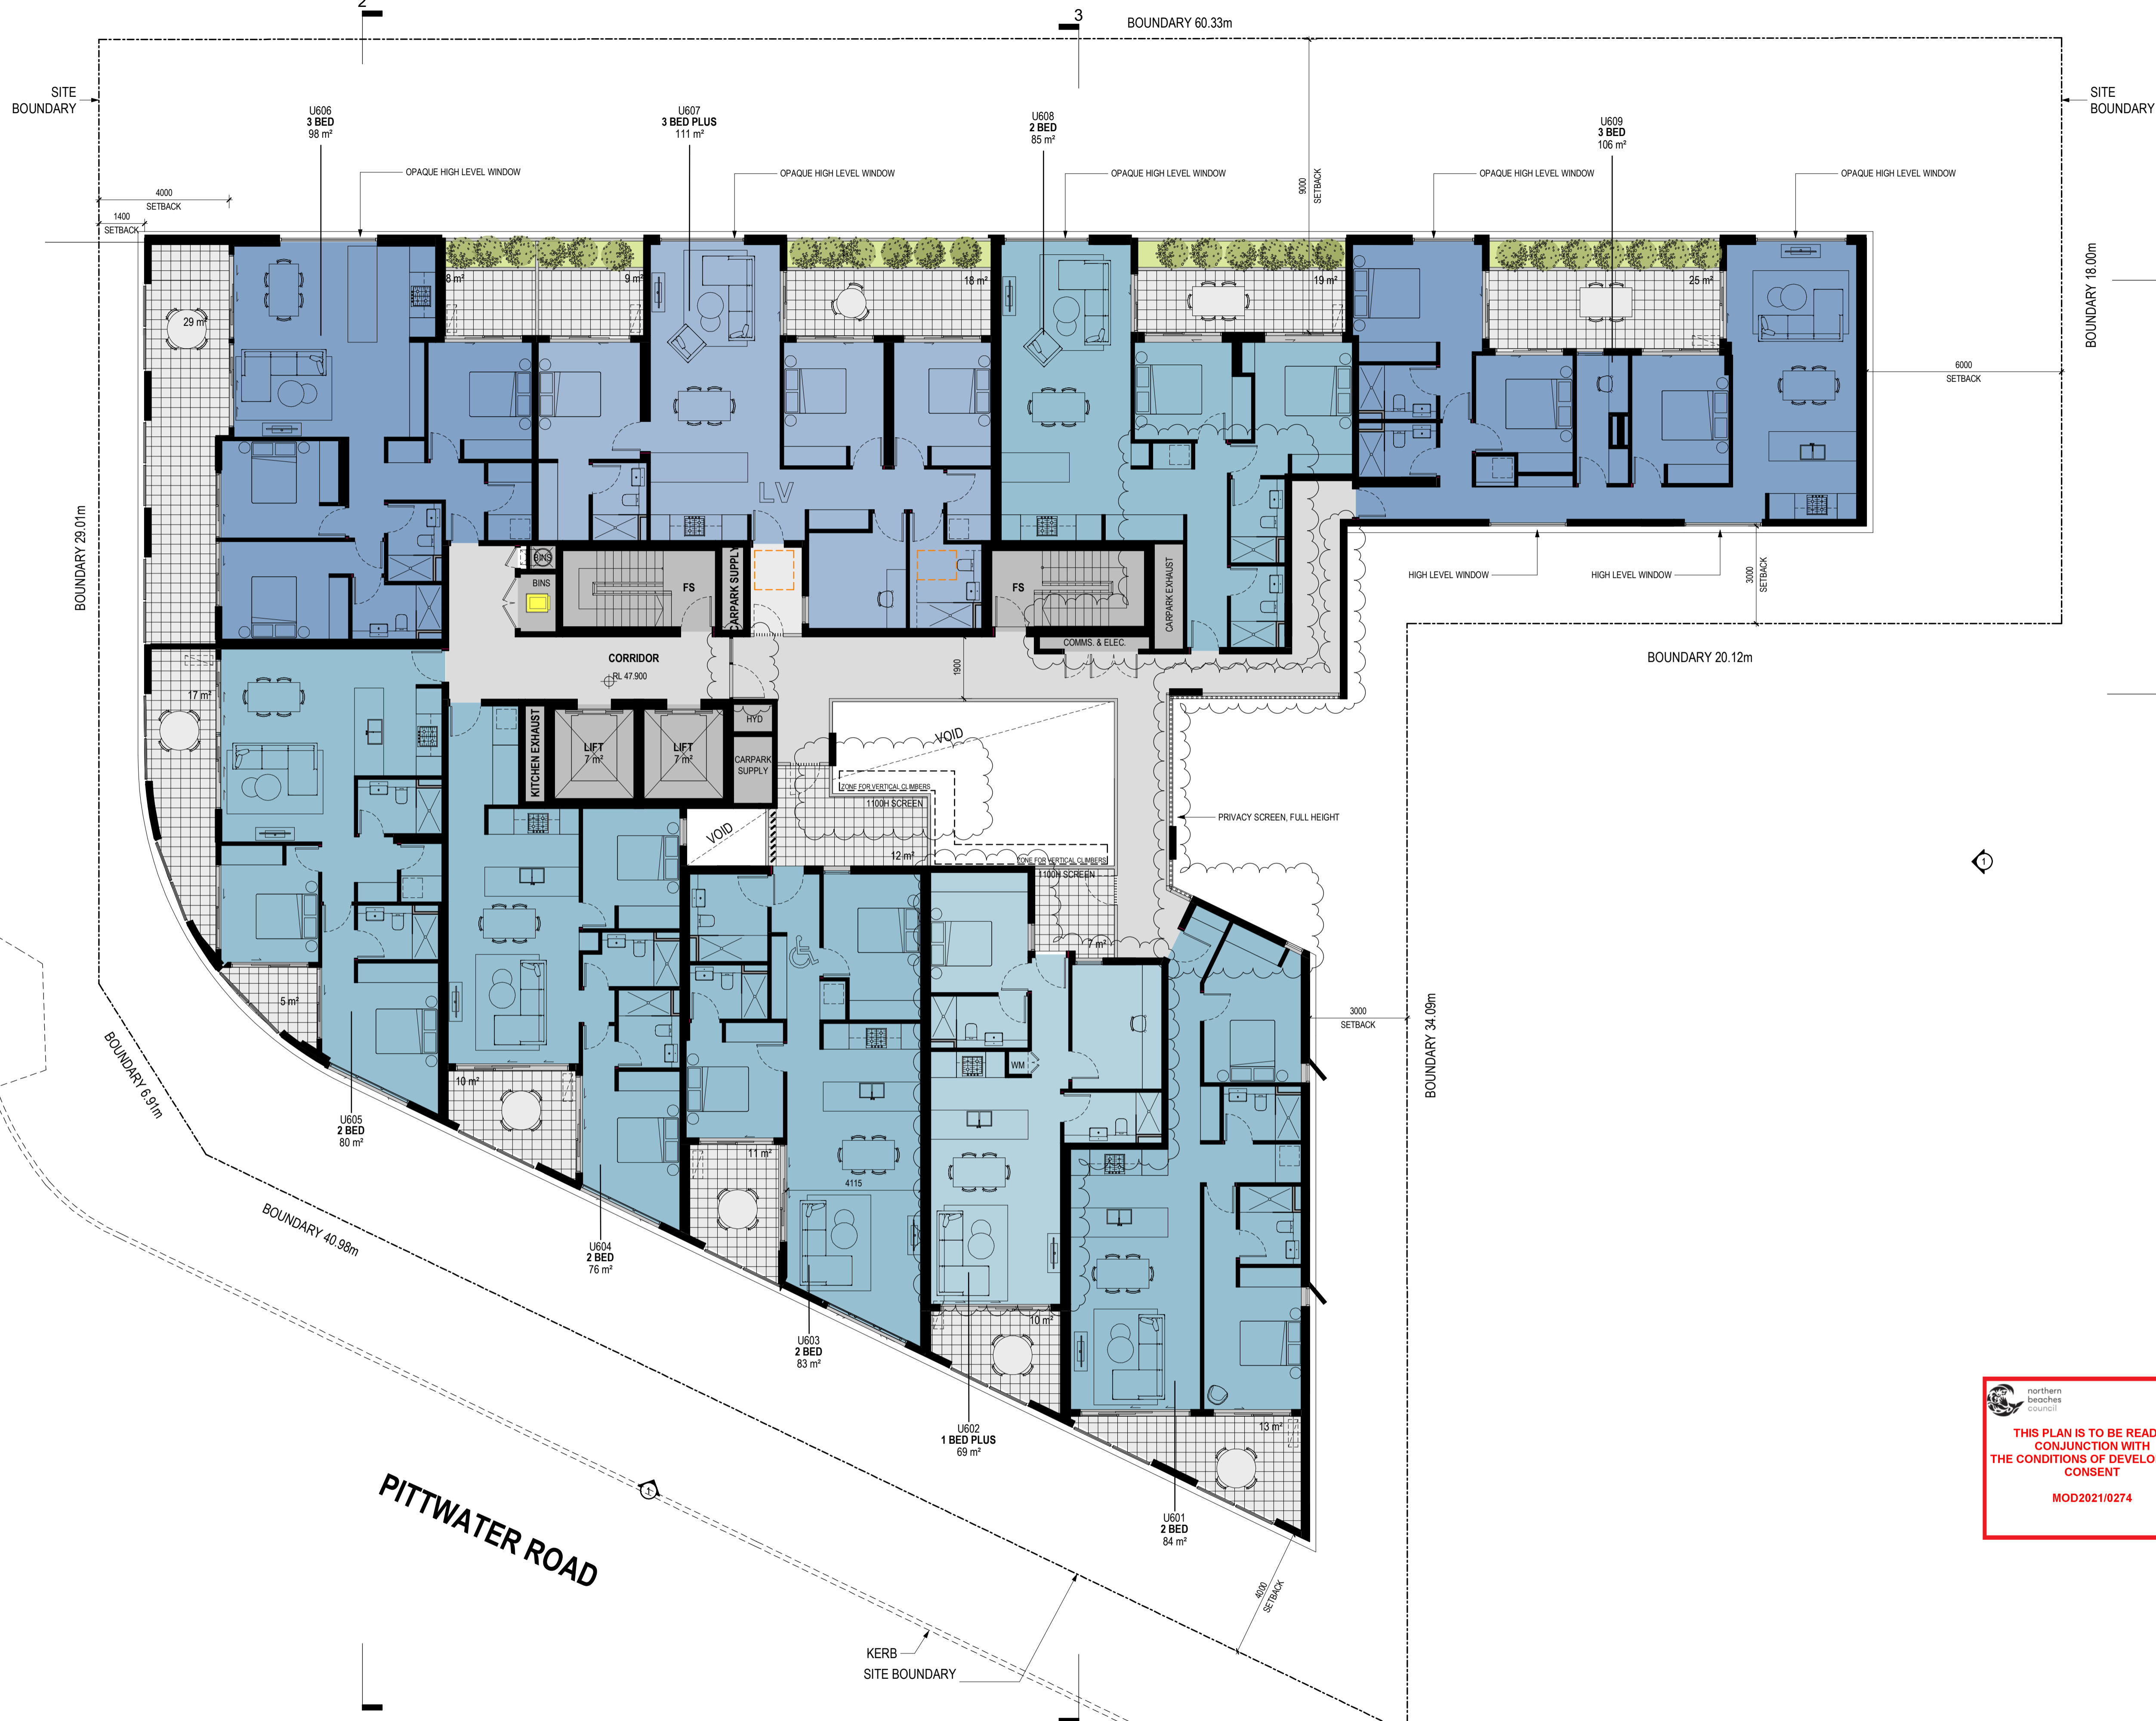 2
3
BOUNDARY 60.33m
SITE
BOUNDARY
SITE
BOUNDARY
U606
3 BED
98 m²
U607
3 BED PLUS
111 m²
U608
2 BED
85 m²
U609
3 BED
106 m²
OPAQUE HIGH LEVEL WINDOW
OPAQUE HIGH LEVEL WINDOW
OPAQUE HIGH LEVEL WINDOW
OPAQUE HIGH LEVEL WINDOW
OPAQUE HIGH LEVEL WINDOW
4000
SETBACK
1400
SETBACK
9000
SETBACK
BOUNDARY 18.00m
8 m²
9 m²
18 m²
19 m²
25 m²
29 m²
6000
SETBACK
LV
BOUNDARY 29.01m
BINS
BINS
FS
CARPARK SUPPLY
FS
CARPARK EXHAUST
HIGH LEVEL WINDOW
HIGH LEVEL WINDOW
3000
SETBACK
COMMS. & ELEC.
CORRIDOR
RL 47.900
1900
BOUNDARY 20.12m
17 m²
KITCHEN EXHAUST
LIFT
7 m²
LIFT
7 m²
HYD
CARPARK
SUPPLY
VOID
ZONE FOR VERTICAL CLIMBERS
1100H SCREEN
PRIVACY SCREEN, FULL HEIGHT
VOID
12 m²
ZONE FOR VERTICAL CLIMBERS
1100H SCREEN
1
7 m²
5 m²
3000
SETBACK
BOUNDARY 34.09m
BOUNDARY 6.91m
WM
10 m²
U605
2 BED
80 m²
11 m²
4115
BOUNDARY 40.98m
U604
2 BED
76 m²
10 m²
U603
2 BED
83 m²
13 m²
U602
1 BED PLUS
69 m²
U601
2 BED
84 m²
northern
beaches
council
THIS PLAN IS TO BE READ
CONJUNCTION WITH
THE CONDITIONS OF DEVELO
CONSENT
MOD2021/0274
PITTWATER ROAD
1
4000
SETBACK
KERB
SITE BOUNDARY